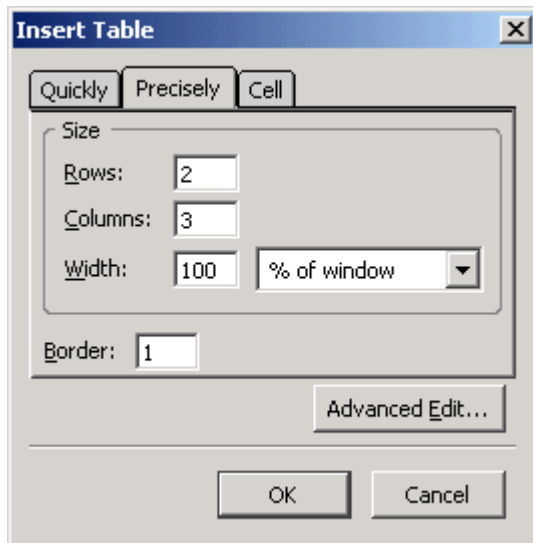 Insert Table
Quickly Precisely Cell
Size
Rows: 2
Columns: 3
Width: 100 % of window
Border: 1
Advanced Edit...
OK Cancel